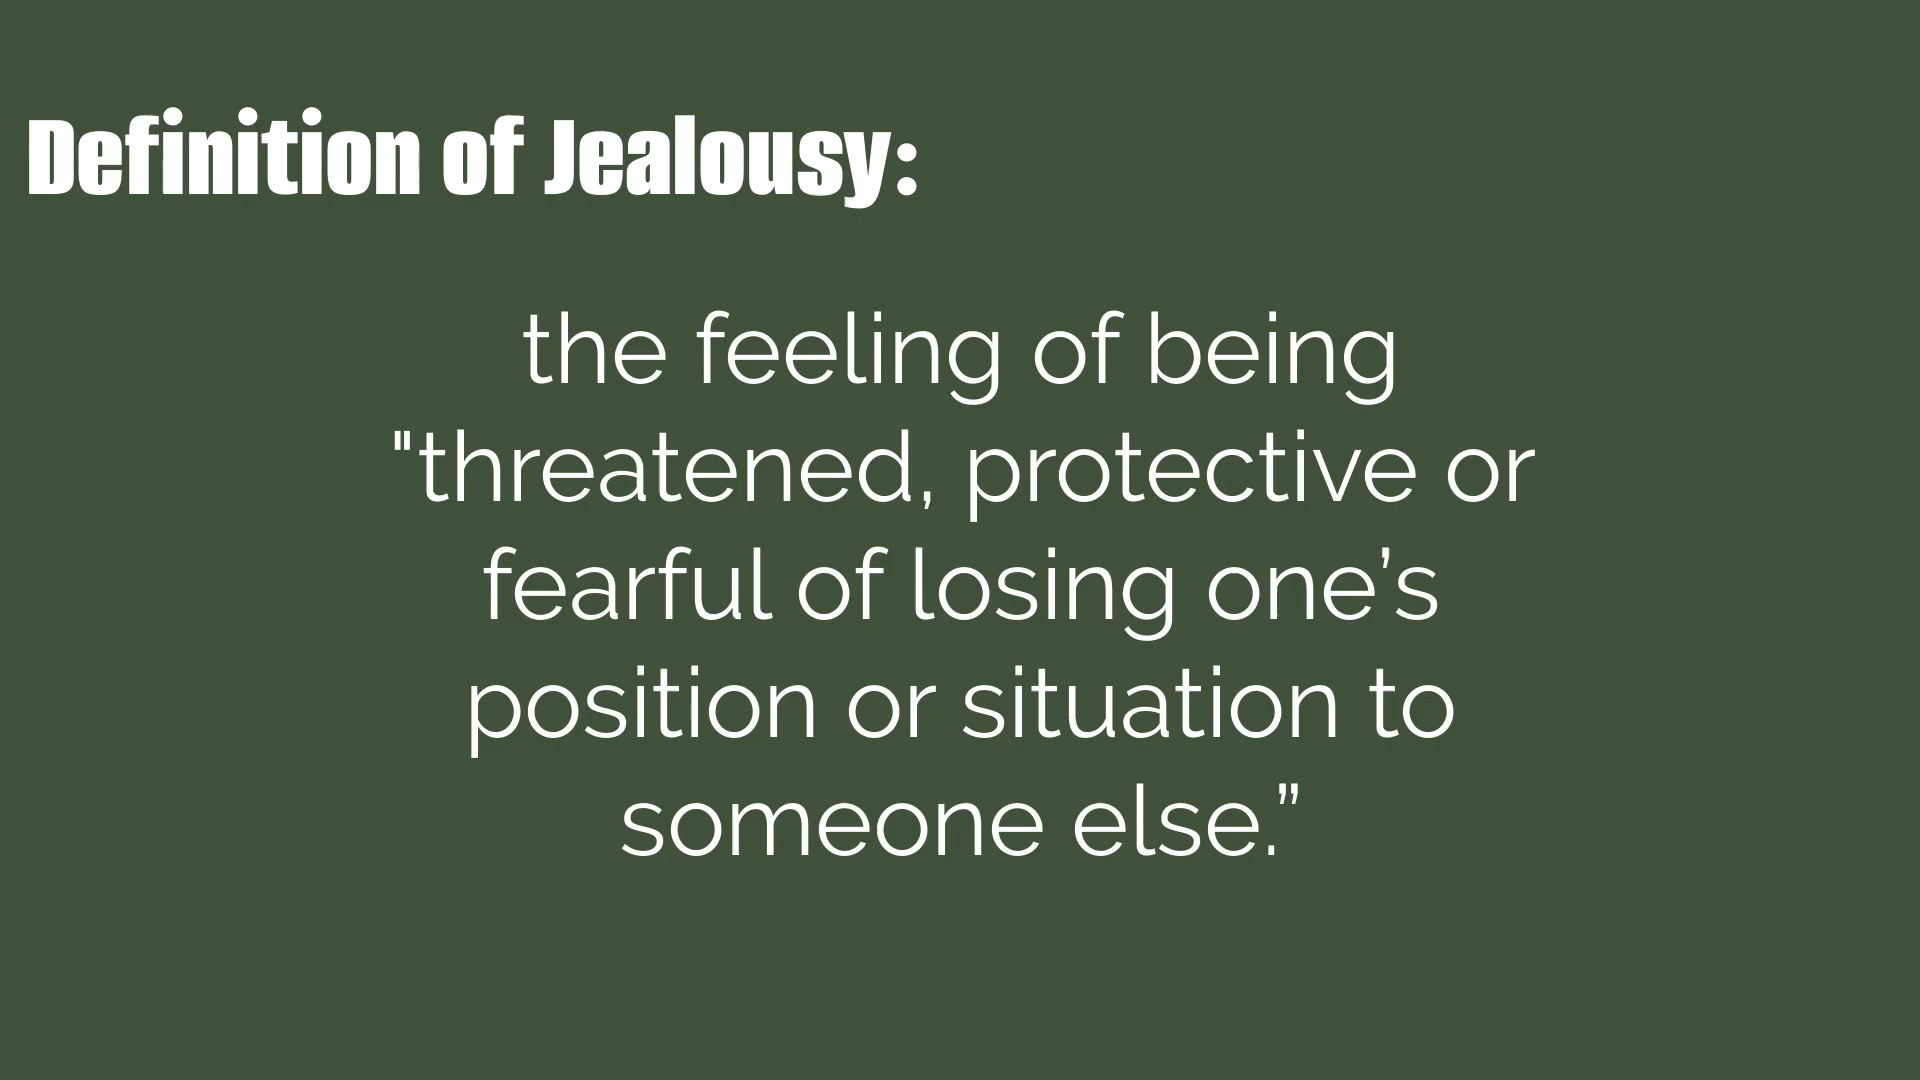 Definition of Jealousy:
the feeling of being
"threatened, protective or
fearful of losing one’s
position or situation to
someone else.”